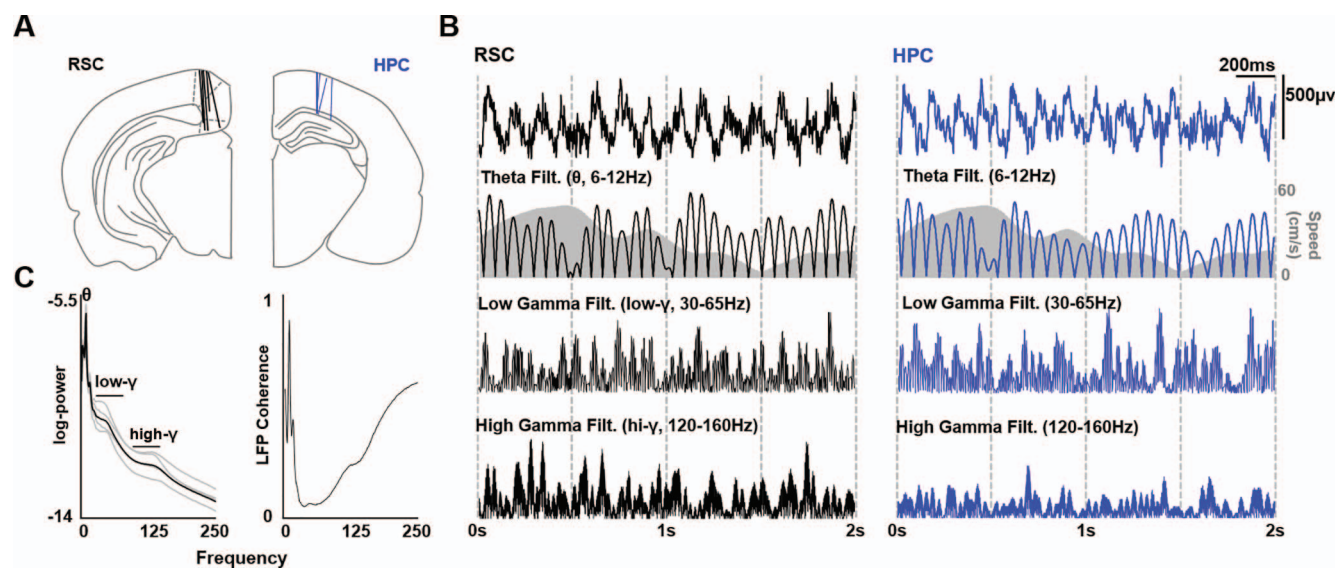 A
RSC
HPC
B
RSC
HPC
200ms
500μv
Theta Filt. (θ, 6-12Hz)
Theta Filt. (6-12Hz)
60
Speed
(cm/s)
0
Low Gamma Filt. (low-γ, 30-65Hz)
Low Gamma Filt. (30-65Hz)
High Gamma Filt. (hi-γ, 120-160Hz)
High Gamma Filt. (120-160Hz)
0s
1s
2s
0s
1s
2s
C
-5.5
θ
low-γ
high-γ
log-power
-14
0
125
250
1
LFP Coherence
0
0
125
250
Frequency